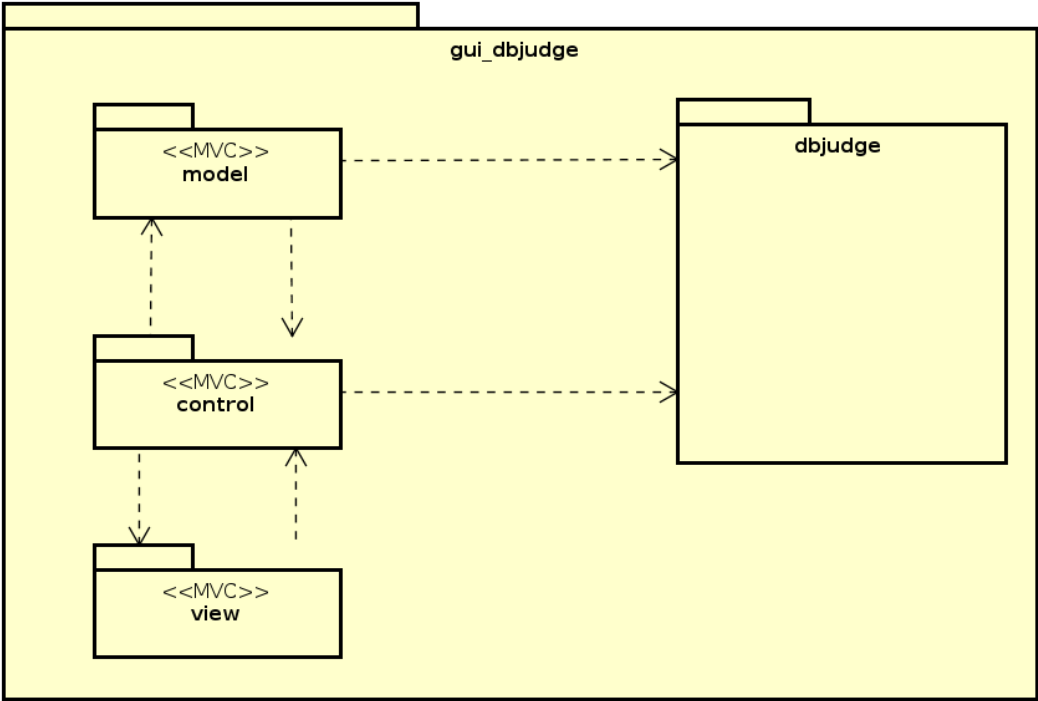 gui_dbjudge
<<MVC>>
model
dbjudge
<<MVC>>
control
<<MVC>>
view